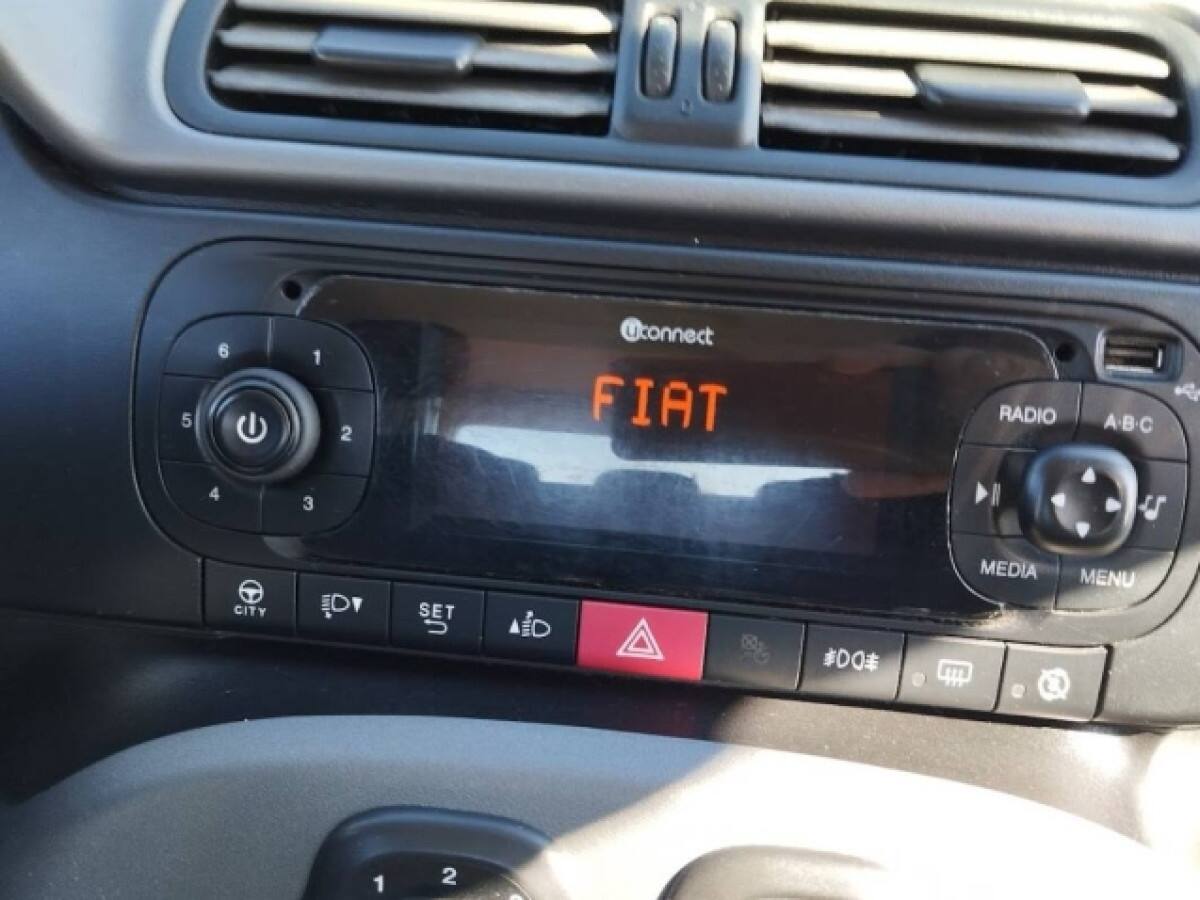 uconnect
FIAT
6
1
5
2
4
3
RADIO
A·B·C
MEDIA
MENU
CITY
SET
1
2